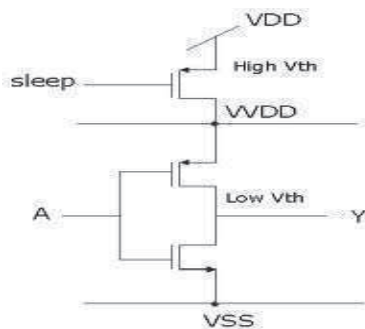 VDD
High Vth
sleep
VVDD
Low Vth
A
Y
VSS